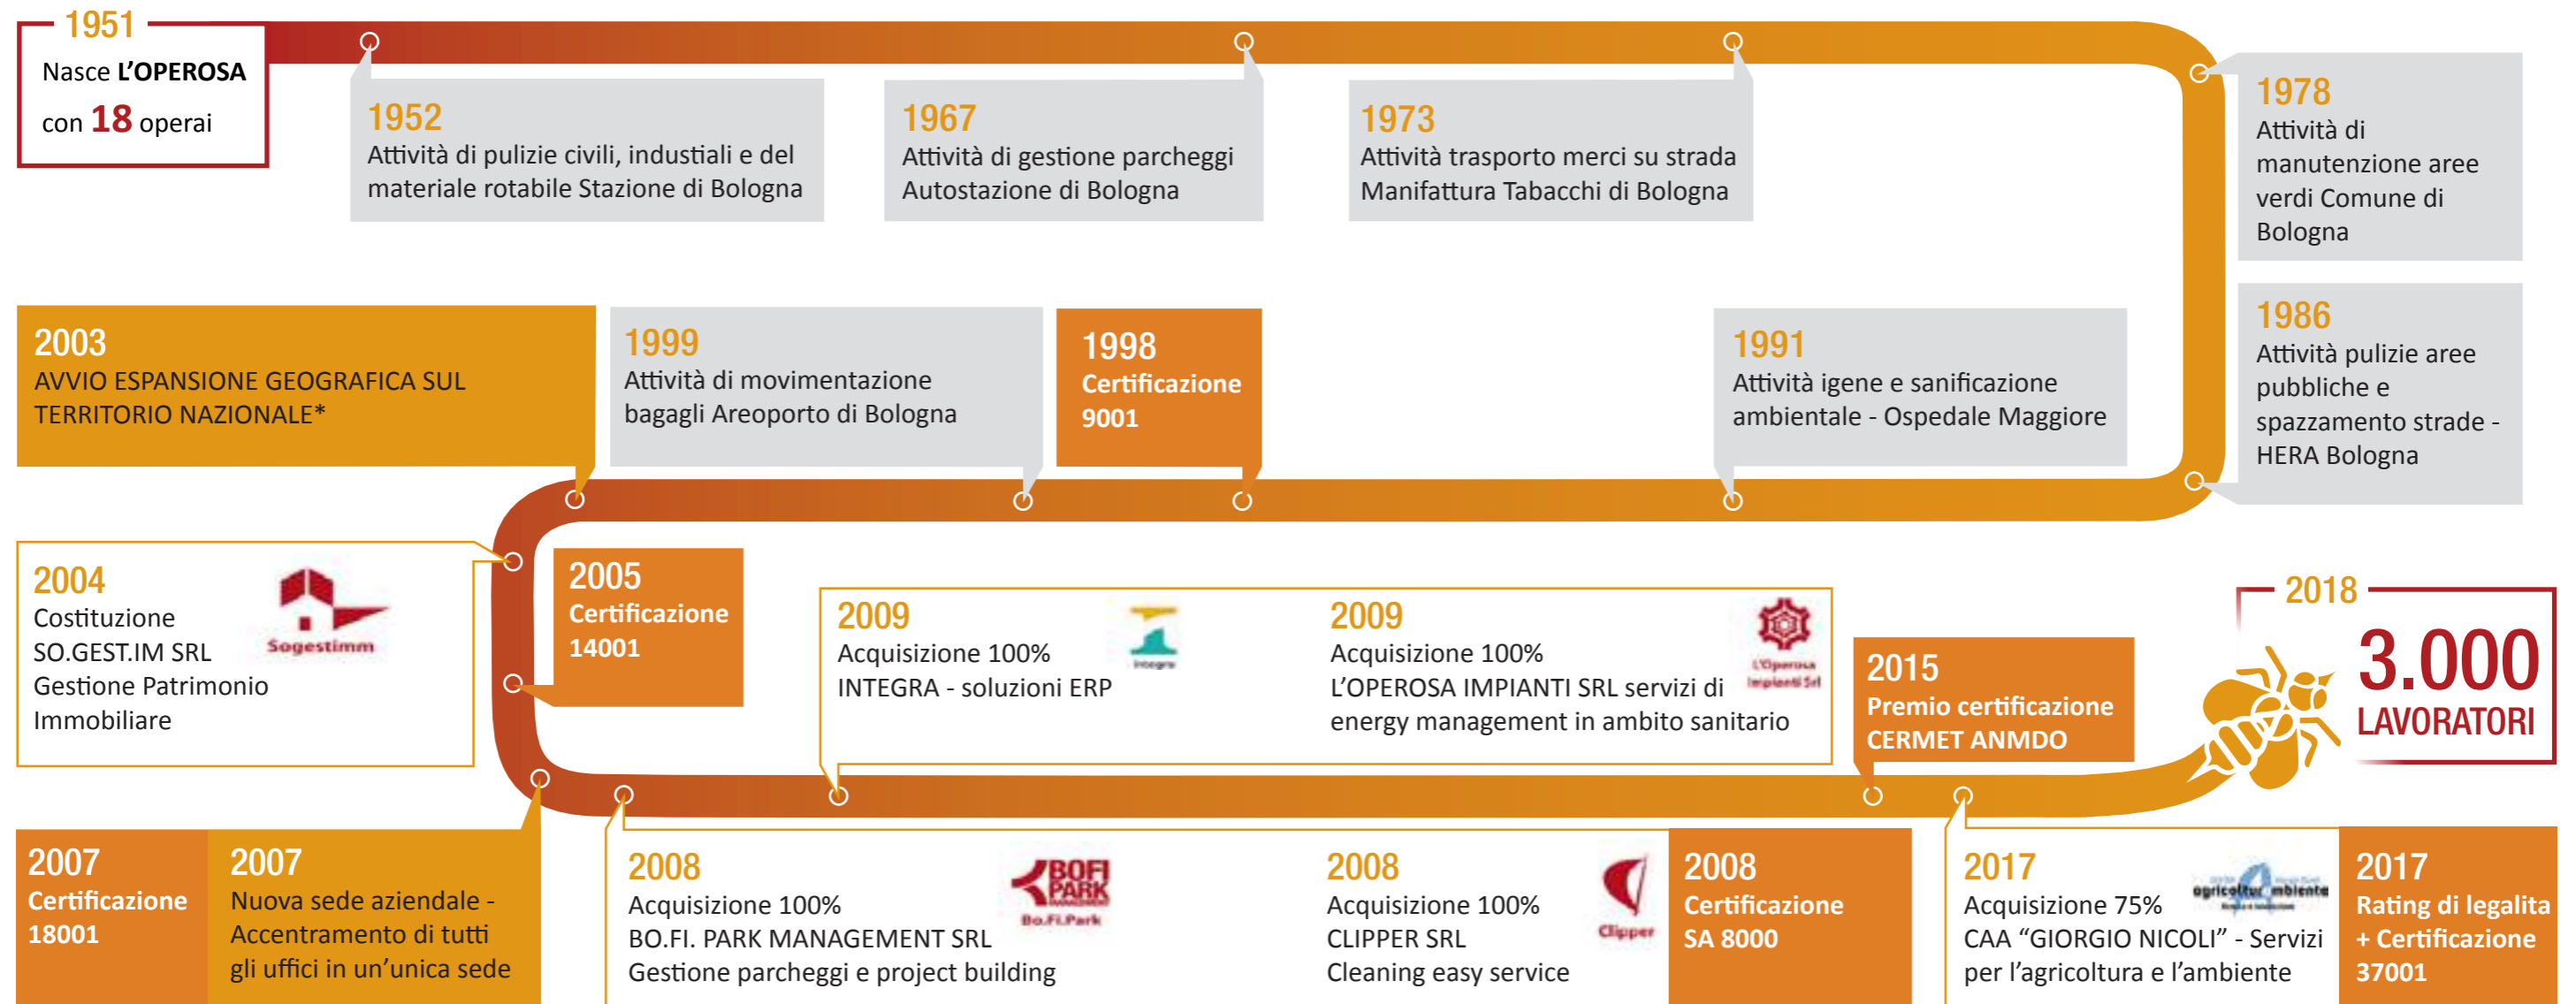 1951
Nasce L'OPEROSA
con 18 operai
1952
Attività di pulizie civili, industiali e del
materiale rotabile Stazione di Bologna
1967
Attività di gestione parcheggi
Autostazione di Bologna
1973
Attività trasporto merci su strada
Manifattura Tabacchi di Bologna
1978
Attività di
manutenzione aree
verdi Comune di
Bologna
1986
Attività pulizie aree
pubbliche e
spazzamento strade -
HERA Bologna
1991
Attività igene e sanificazione
ambientale - Ospedale Maggiore
1998
Certificazione
9001
1999
Attività di movimentazione
bagagli Areoporto di Bologna
2003
AVVIO ESPANSIONE GEOGRAFICA SUL
TERRITORIO NAZIONALE*
2004
Costituzione
SO.GEST.IM SRL
Gestione Patrimonio
Immobiliare
Sogestimm
2005
Certificazione
14001
2007
Certificazione
18001
2007
Nuova sede aziendale -
Accentramento di tutti
gli uffici in un'unica sede
2008
Acquisizione 100%
BO.FI. PARK MANAGEMENT SRL
Gestione parcheggi e project building
BOFI
PARK
MANAGEMENT
Bo.Fi.Park
2008
Acquisizione 100%
CLIPPER SRL
Cleaning easy service
Clipper
2008
Certificazione
SA 8000
2009
Acquisizione 100%
INTEGRA - soluzioni ERP
integra
2009
Acquisizione 100%
L'OPEROSA IMPIANTI SRL servizi di
energy management in ambito sanitario
L'Operosa
Impianti Srl
2015
Premio certificazione
CERMET ANMDO
2017
Acquisizione 75%
CAA "GIORGIO NICOLI" - Servizi
per l'agricoltura e l'ambiente
agricoltura ambiente
2017
Rating di legalita
+ Certificazione
37001
2018
3.000
LAVORATORI